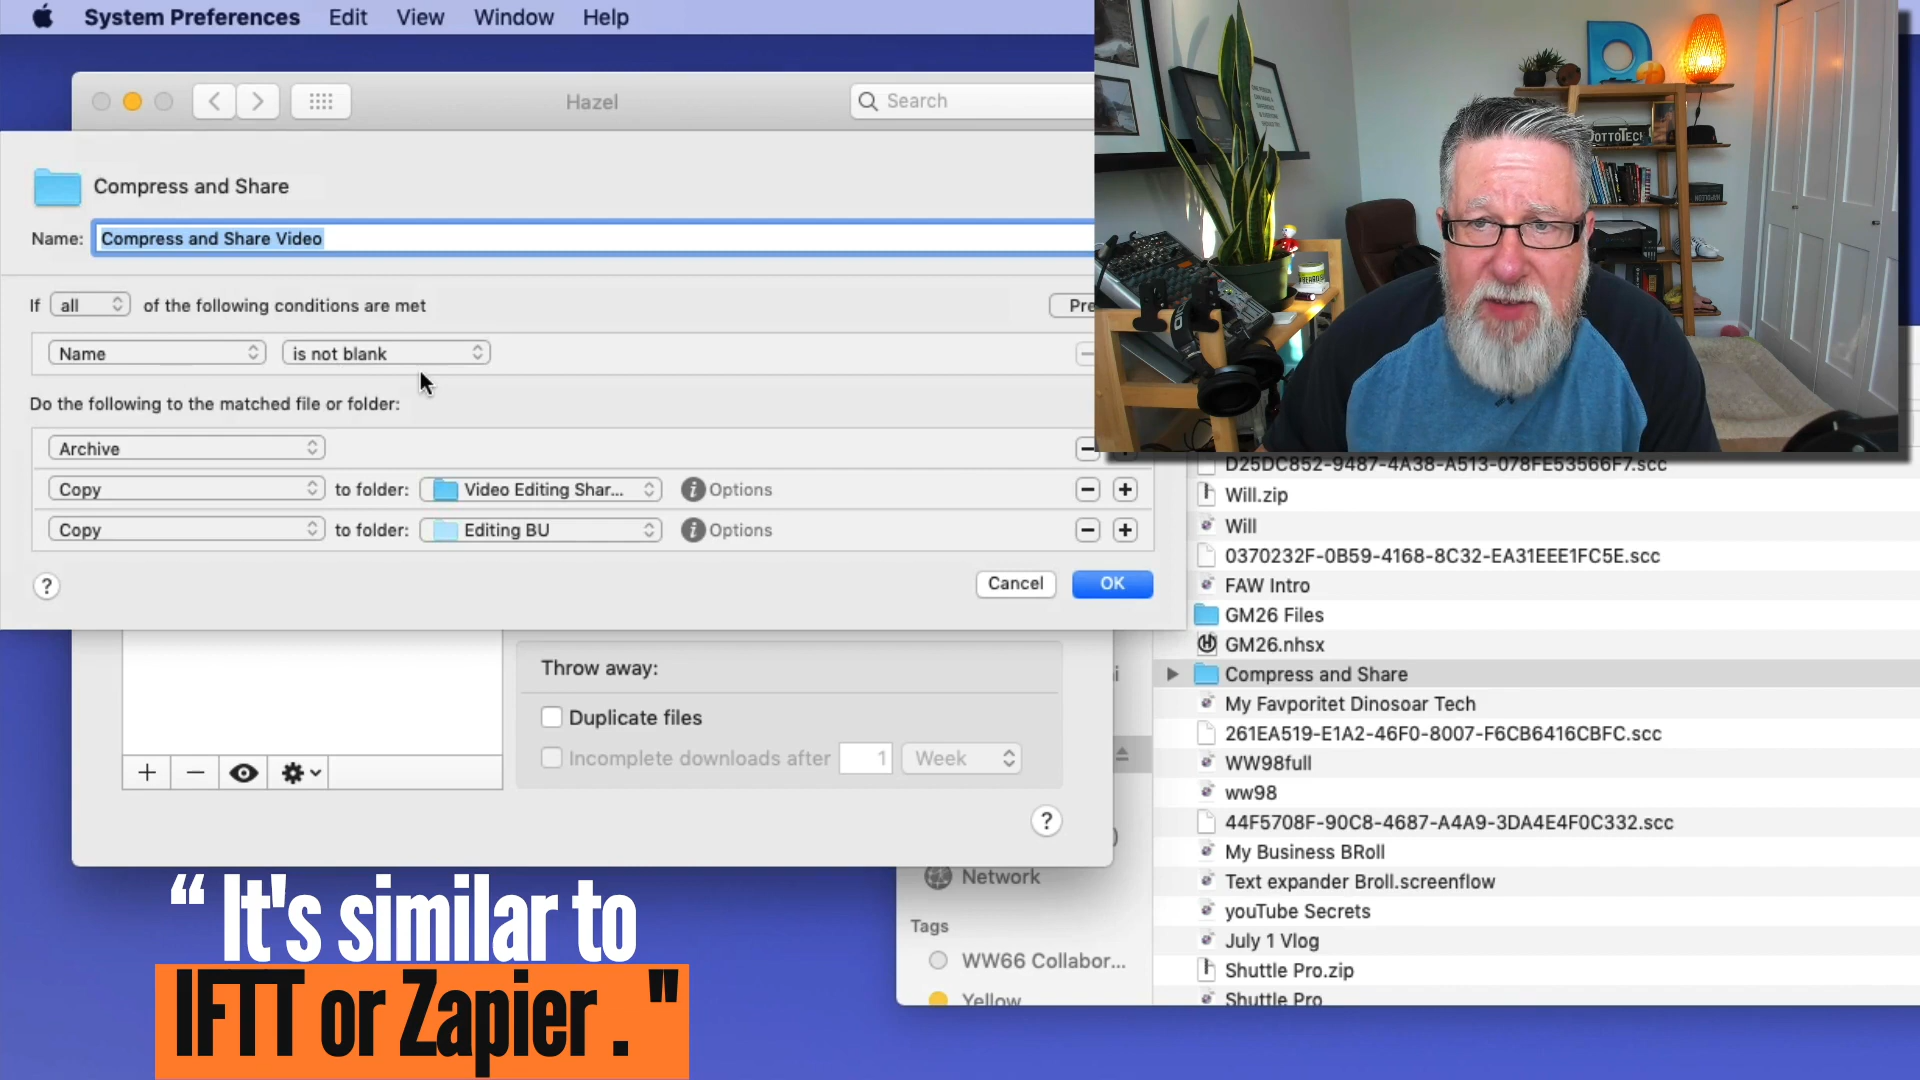 System Preferences Edit View Window Help
Hazel
Search
Compress and Share
Name: Compress and Share Video
If all of the following conditions are met
Pre
Name is not blank
Do the following to the matched file or folder:
Archive
Copy to folder: Video Editing Shar... Options
Copy to folder: Editing BU Options
? Cancel OK
Throw away:
Duplicate files
Incomplete downloads after 1 Week
?
Network
Tags
WW66 Collabor...
Yellow
D25DC852-9487-4A38-A513-078FE53566F7.scc
Will.zip
Will
0370232F-0B59-4168-8C32-EA31EEE1FC5E.scc
FAW Intro
GM26 Files
GM26.nhsx
Compress and Share
My Favporitet Dinosoar Tech
261EA519-E1A2-46F0-8007-F6CB6416CBFC.scc
WW98full
ww98
44F5708F-90C8-4687-A4A9-3DA4E4F0C332.scc
My Business BRoll
Text expander Broll.screenflow
youTube Secrets
July 1 Vlog
Shuttle Pro.zip
Shuttle Pro
“ It's similar to
IFTT or Zapier . "